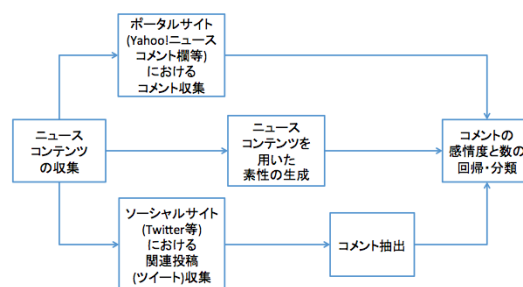 ポータルサイト
(Yahoo!ニュース
コメント欄等)
における
コメント収集
ニュース
コンテンツ
の収集
ニュース
コンテンツを
用いた
素性の生成
コメントの
感情度と数の
回帰・分類
ソーシャルサイト
(Twitter等)
における
関連投稿
(ツイート)収集
コメント抽出